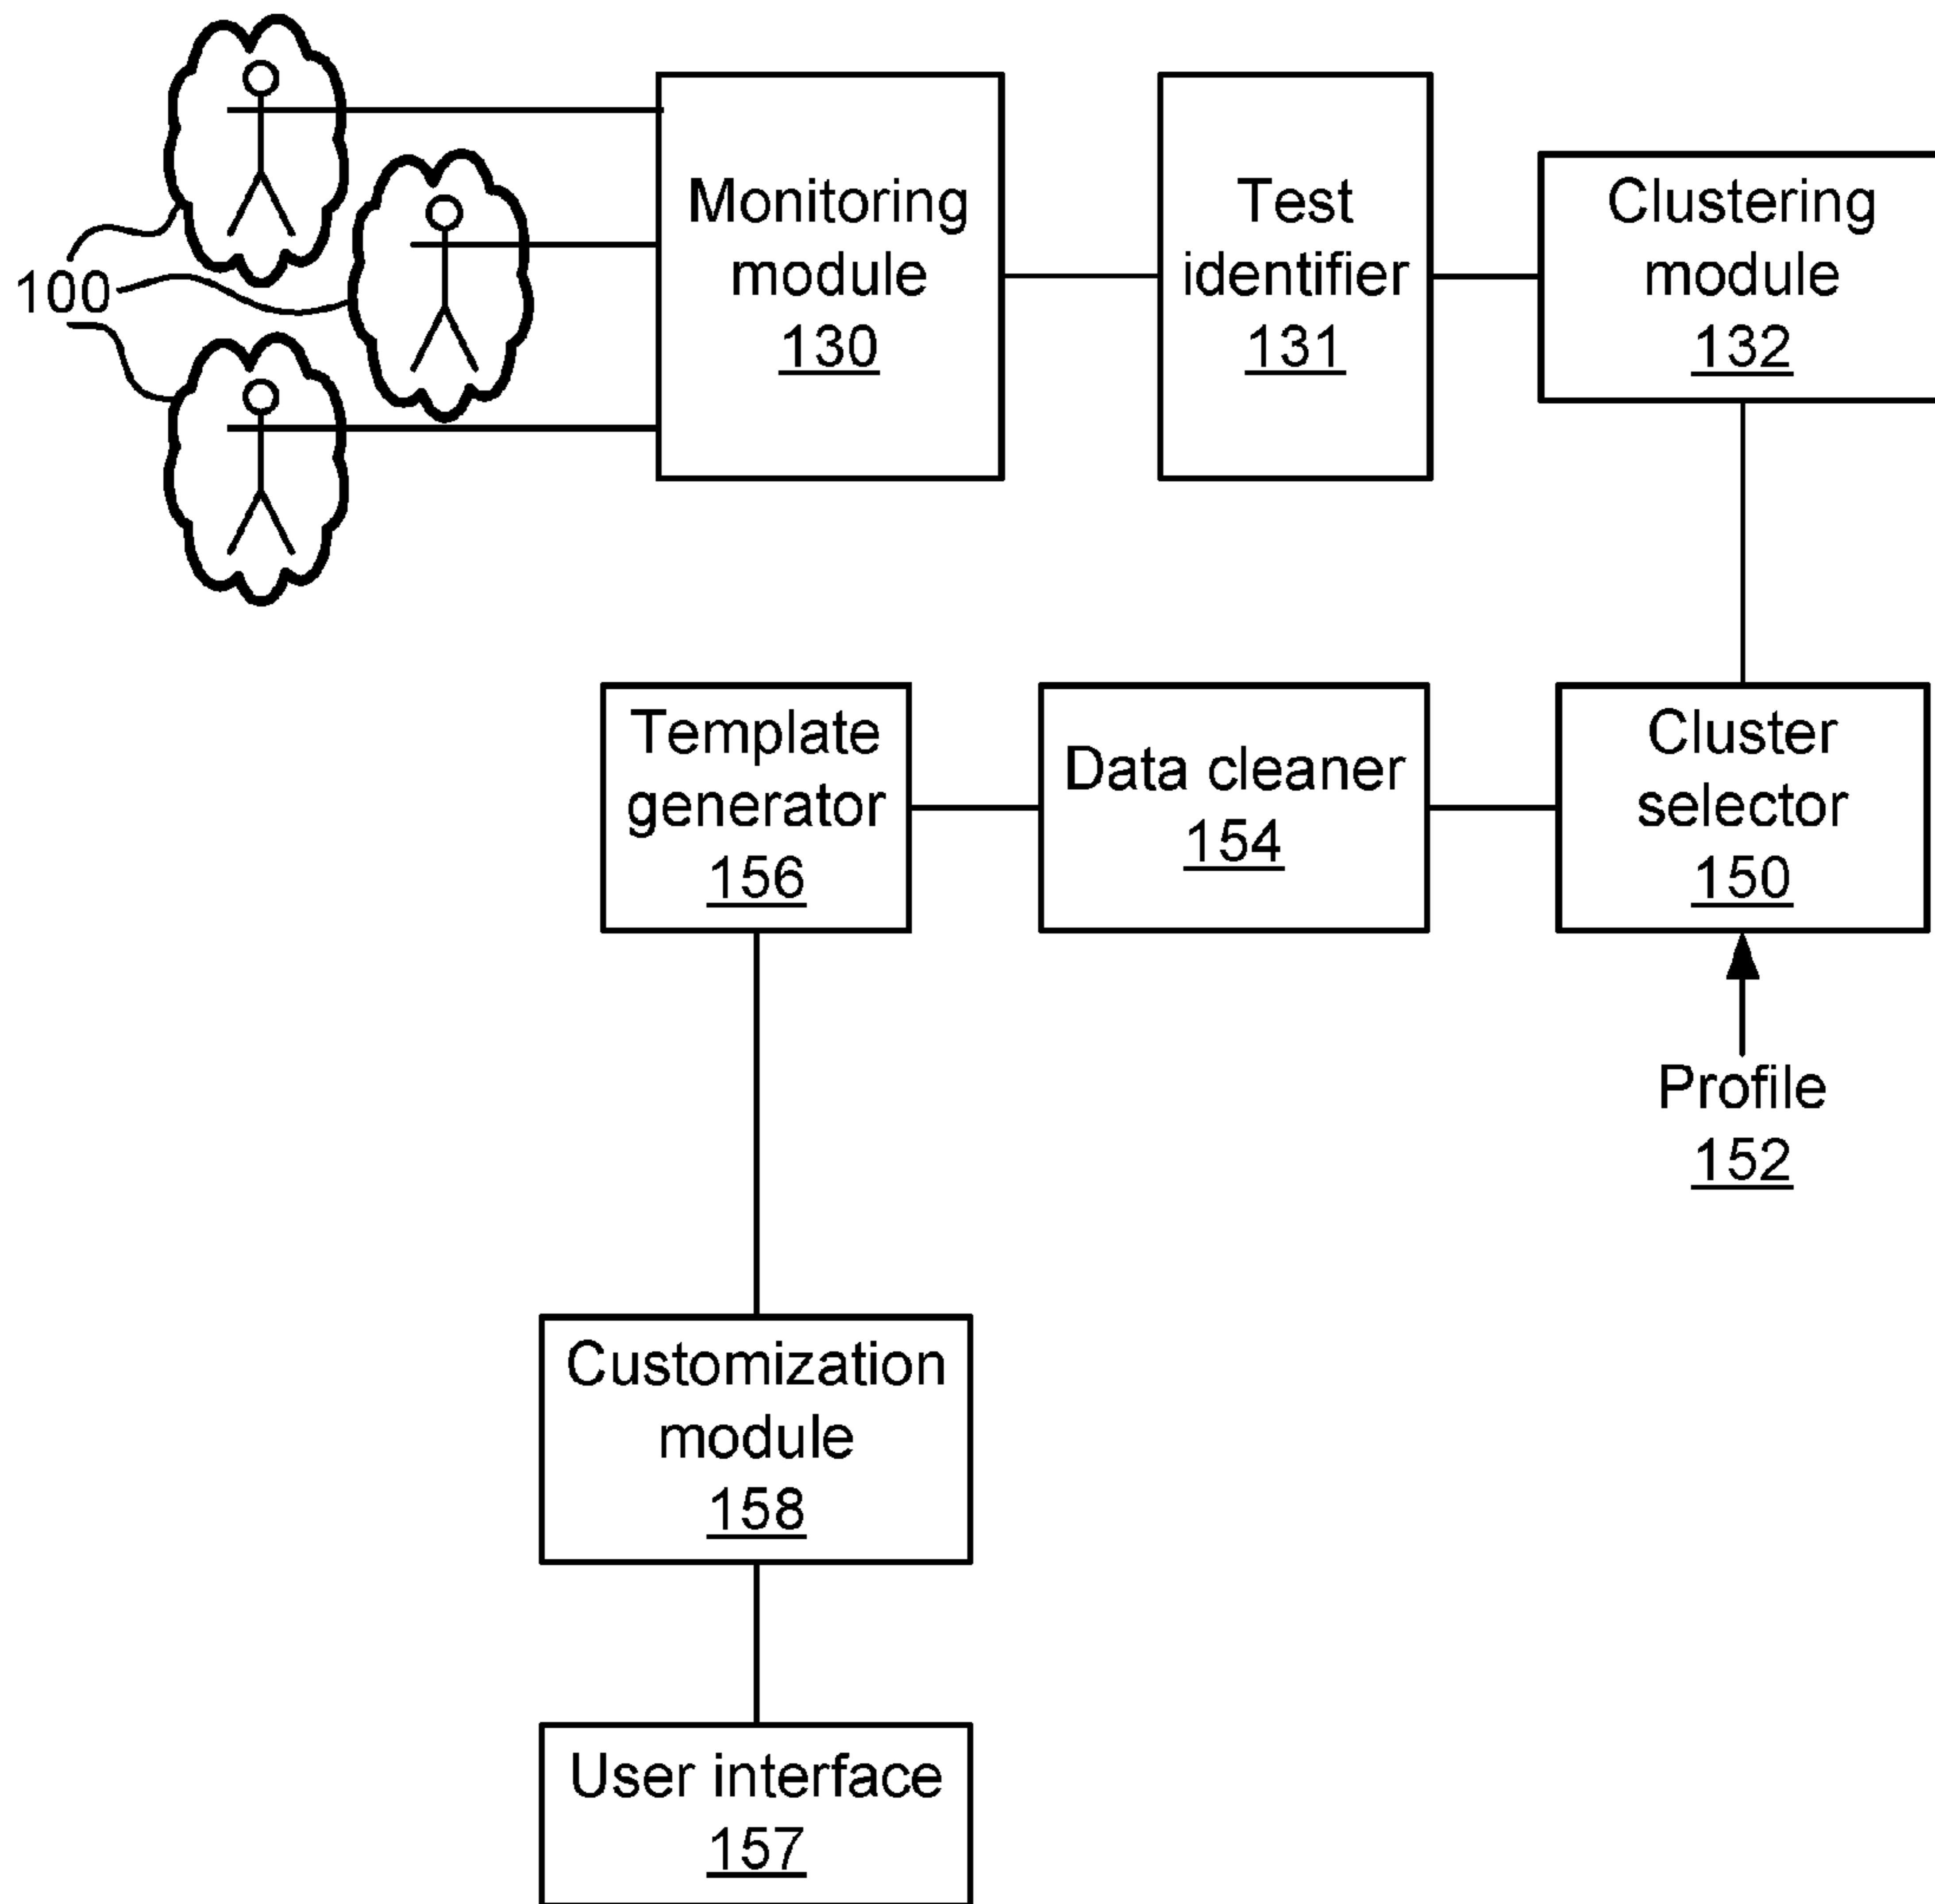 100
Monitoring
module
130
Test
identifier
131
Clustering
module
132
Template
generator
156
Data cleaner
154
Cluster
selector
150
Profile
152
Customization
module
158
User interface
157